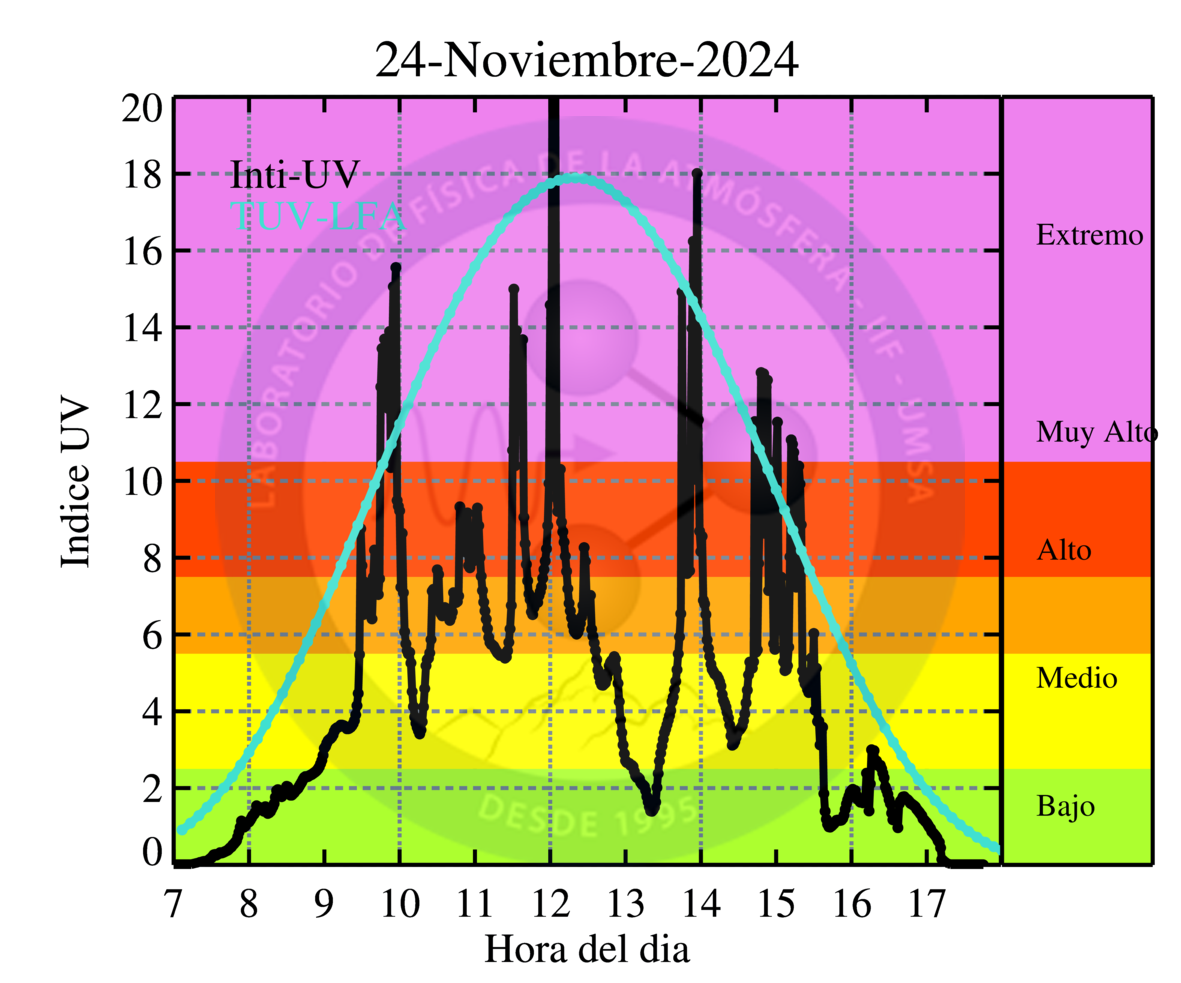 24-Noviembre-2024
20
18
16
14
12
10
8
6
4
2
0
Indice UV
Inti-UV
TUV-LFA
LABORATORIO DE FÍSICA DE LA ATMÓSFERA - IIF - UMSA
DESDE 1995
Extremo
Muy Alto
Alto
Medio
Bajo
7 8 9 10 11 12 13 14 15 16 17
Hora del dia